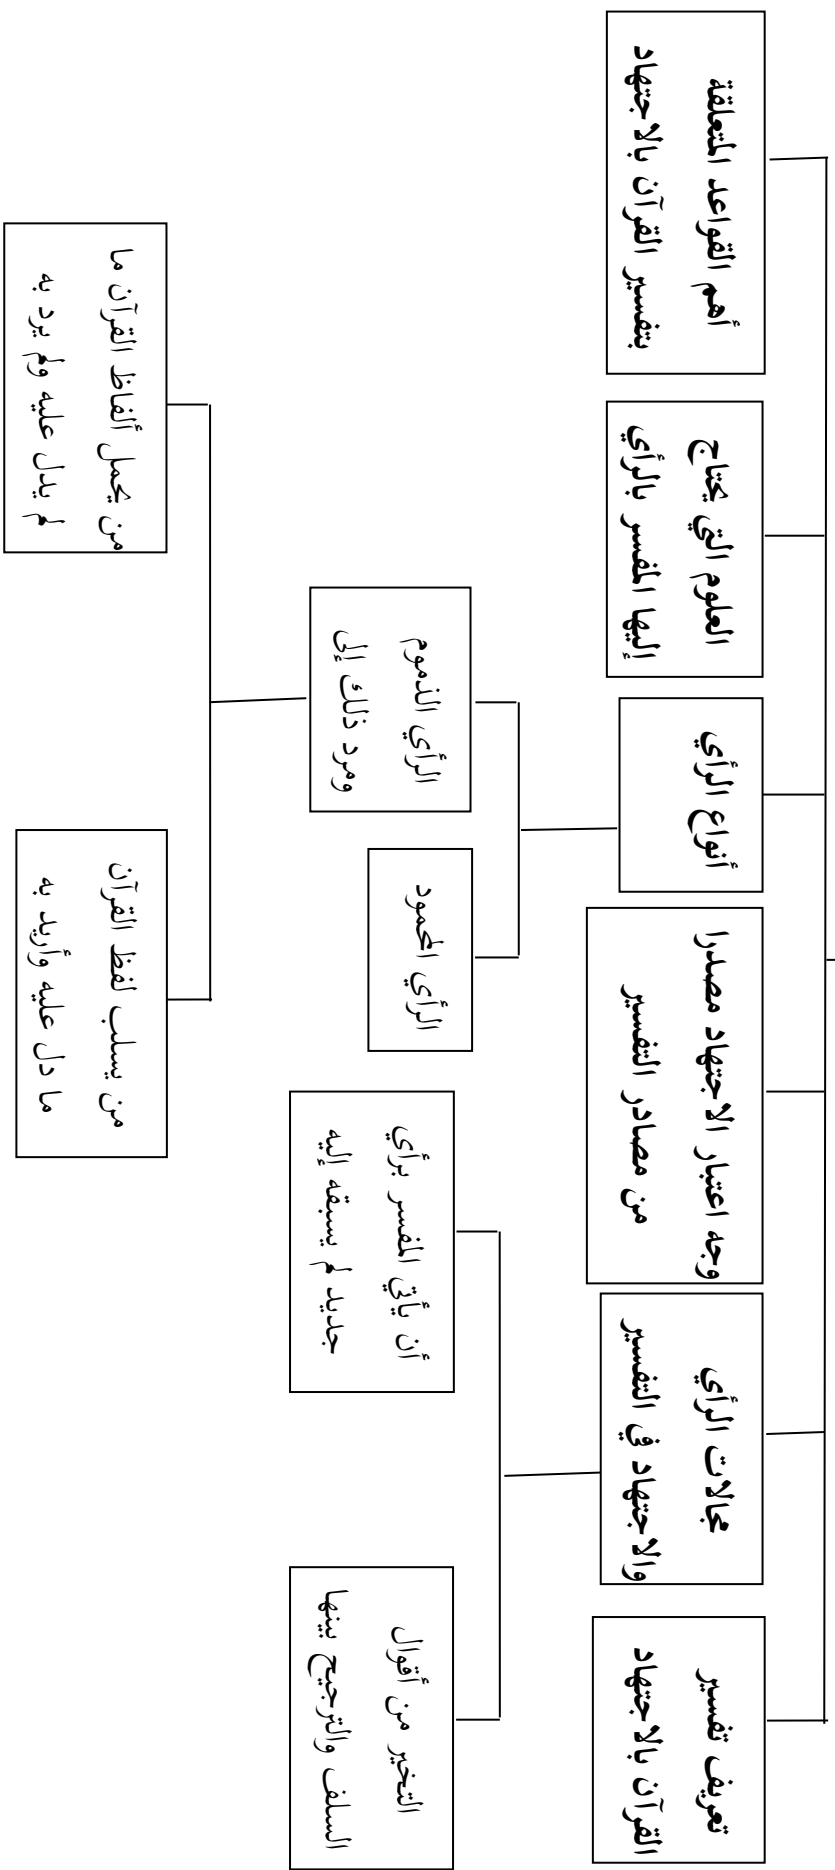 تعريف تفسير
القرآن بالاجتهاد
مجالات الرأي
والاجتهاد في التفسير
وجه اعتبار الاجتهاد مصدرا
من مصادر التفسير
أنواع الرأي
العلوم التي يحتاج
إليها المفسر بالرأي
أهم القواعد المتعلقة
بتفسير القرآن بالاجتهاد
التخير من أقوال
السلف والترجيح بينها
أن يأتي المفسر برأي
جديد لم يسبقه إليه
الرأي المحمود
الرأي المذموم
ومرد ذلك إلى
من يسلب لفظ القرآن
ما دل عليه وأريد به
من يحمل ألفاظ القرآن ما
لم يدل عليه ولم يرد به